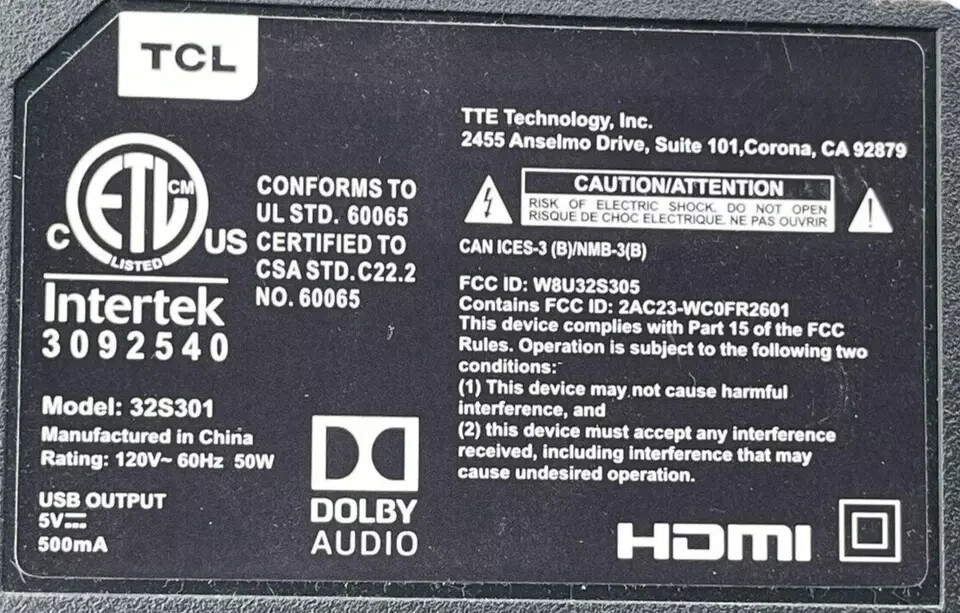 TCL
TTE Technology, Inc.
2455 Anselmo Drive, Suite 101,Corona, CA 92879
CAUTION/ATTENTION
RISK OF ELECTRIC SHOCK. DO NOT OPEN
RISQUE DE CHOC ELECTRIQUE. NE PAS OUVRIR
CAN ICES-3 (B)/NMB-3(B)
ETL CM
C US
LISTED
Intertek
3092540
CONFORMS TO
UL STD. 60065
CERTIFIED TO
CSA STD.C22.2
NO. 60065
FCC ID: W8U32S305
Contains FCC ID: 2AC23-WC0FR2601
This device complies with Part 15 of the FCC
Rules. Operation is subject to the following two
conditions:
(1) This device may not cause harmful
interference, and
(2) this device must accept any interference
received, including interference that may
cause undesired operation.
Model: 32S301
Manufactured in China
Rating: 120V~ 60Hz 50W
USB OUTPUT
5V⎓
500mA
DOLBY
AUDIO
HDMI